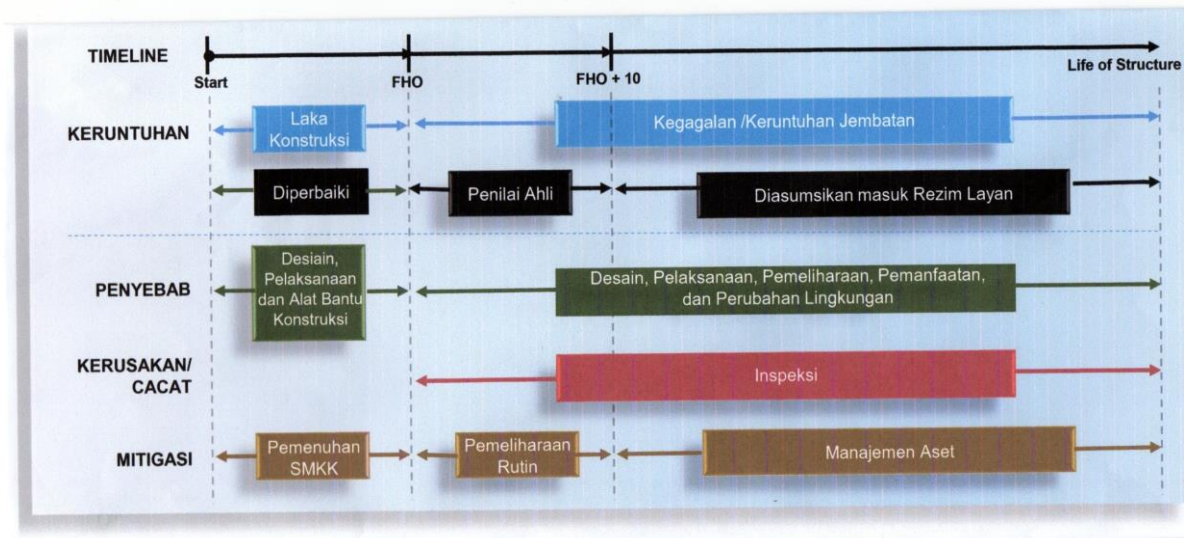 TIMELINE
Start
FHO
FHO + 10
Life of Structure
KERUNTUHAN
Laka
Konstruksi
Kegagalan /Keruntuhan Jembatan
Diperbaiki
Penilai Ahli
Diasumsikan masuk Rezim Layan
PENYEBAB
Desiain,
Pelaksanaan
dan Alat Bantu
Konstruksi
Desain, Pelaksanaan, Pemeliharaan, Pemanfaatan,
dan Perubahan Lingkungan
KERUSAKAN/
CACAT
Inspeksi
MITIGASI
Pemenuhan
SMKK
Pemeliharaan
Rutin
Manajemen Aset